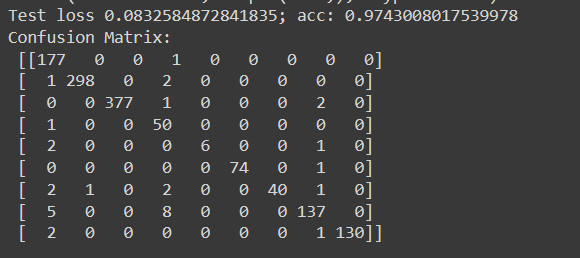 Test loss 0.0832584872841835; acc: 0.9743008017539978
Confusion Matrix:
[[177 0 0 1 0 0 0 0 0]
[ 1 298 0 2 0 0 0 0 0]
[ 0 0 377 1 0 0 0 2 0]
[ 1 0 0 50 0 0 0 0 0]
[ 2 0 0 0 6 0 0 1 0]
[ 0 0 0 0 0 74 0 1 0]
[ 2 1 0 2 0 0 40 1 0]
[ 5 0 0 8 0 0 0 137 0]
[ 2 0 0 0 0 0 0 1 130]]